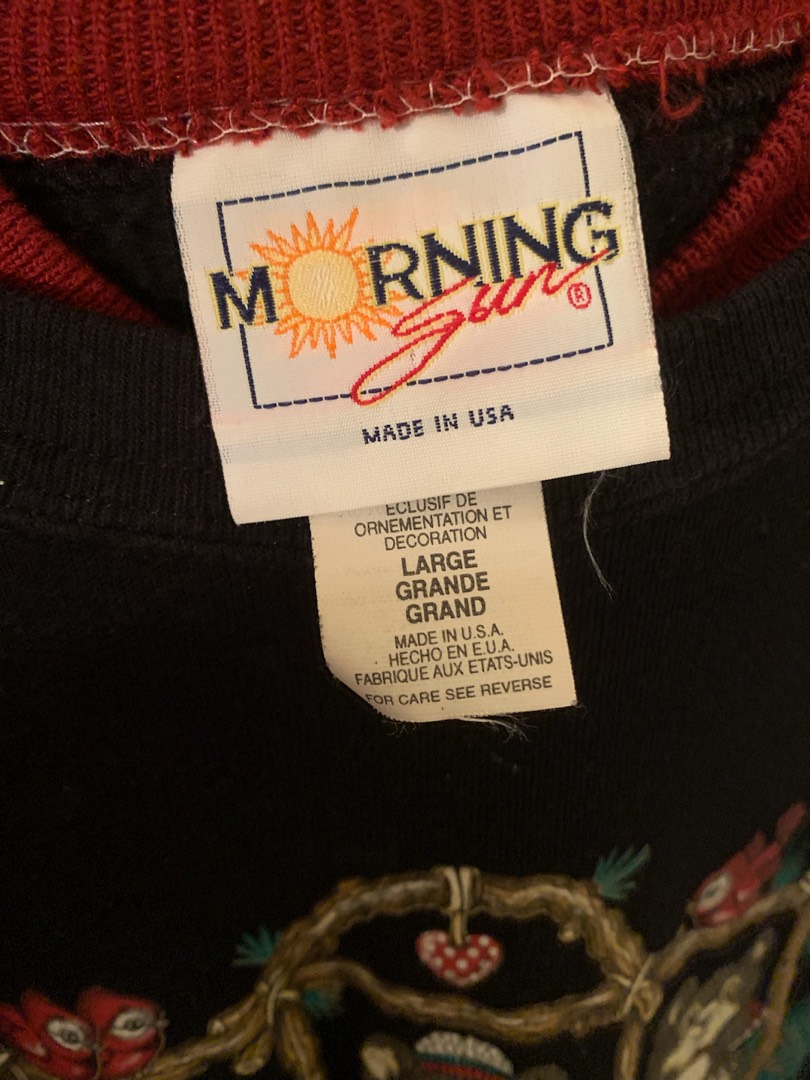 MORNING
Sun ®
MADE IN USA
ECLUSIF DE
ORNEMENTATION ET
DECORATION
LARGE
GRANDE
GRAND
MADE IN U.S.A.
HECHO EN E.U.A.
FABRIQUE AUX ETATS-UNIS
FOR CARE SEE REVERSE